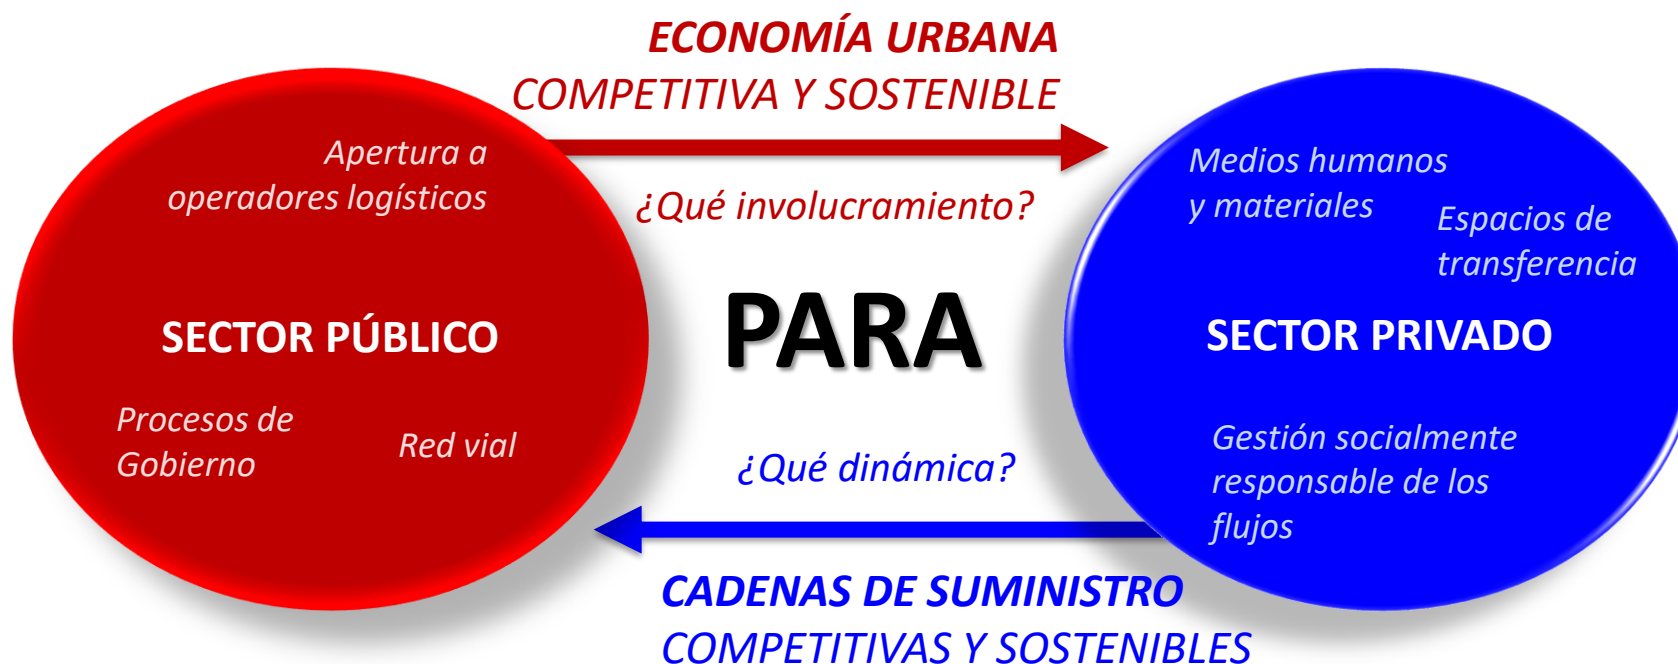 ECONOMÍA URBANA
COMPETITIVA Y SOSTENIBLE
Apertura a
operadores logísticos
¿Qué involucramiento?
Medios humanos
y materiales
Espacios de
transferencia
SECTOR PÚBLICO
PARA
SECTOR PRIVADO
Procesos de
Gobierno
Red vial
¿Qué dinámica?
Gestión socialmente
responsable de los
flujos
CADENAS DE SUMINISTRO
COMPETITIVAS Y SOSTENIBLES